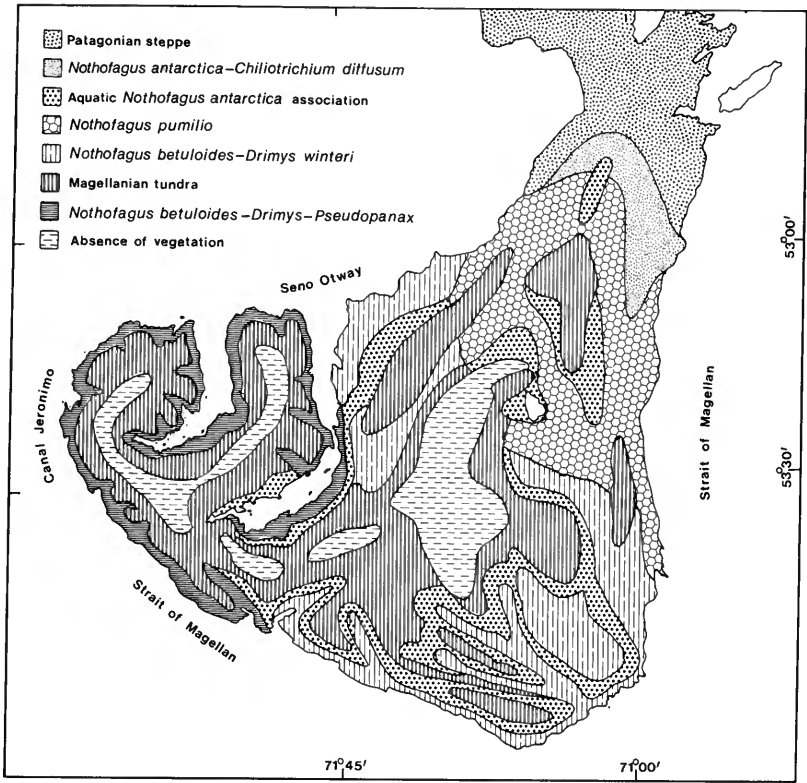 Patagonian steppe
Nothofagus antarctica–Chiliotrichium diffusum
Aquatic Nothofagus antarctica association
Nothofagus pumilio
Nothofagus betuloides–Drimys winteri
Magellanian tundra
Nothofagus betuloides–Drimys–Pseudopanax
Absence of vegetation
Seno Otway
Canal Jeronimo
Strait of Magellan
Strait of Magellan
53°00'
53°30'
71°45'
71°00'